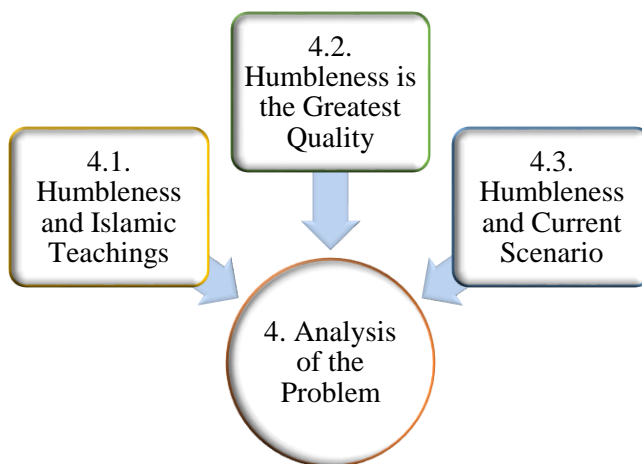 4.1.
Humbleness
and Islamic
Teachings
4.2.
Humbleness is
the Greatest
Quality
4.3.
Humbleness
and Current
Scenario
4. Analysis
of the
Problem